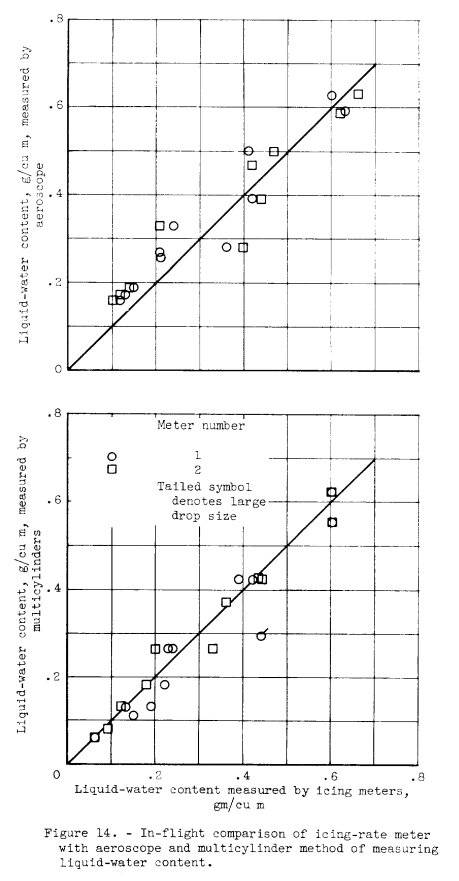 .8
.6
.4
.2
0
Liquid-water content, g/cu m, measured by
aeroscope
.8
.6
.4
.2
0
.2
.4
.6
.8
Liquid-water content, g/cu m, measured by
multicylinders
Meter number
1
2
Tailed symbol
denotes large
drop size
Liquid-water content measured by icing meters,
gm/cu m
Figure 14. - In-flight comparison of icing-rate meter
with aeroscope and multicylinder method of measuring
liquid-water content.